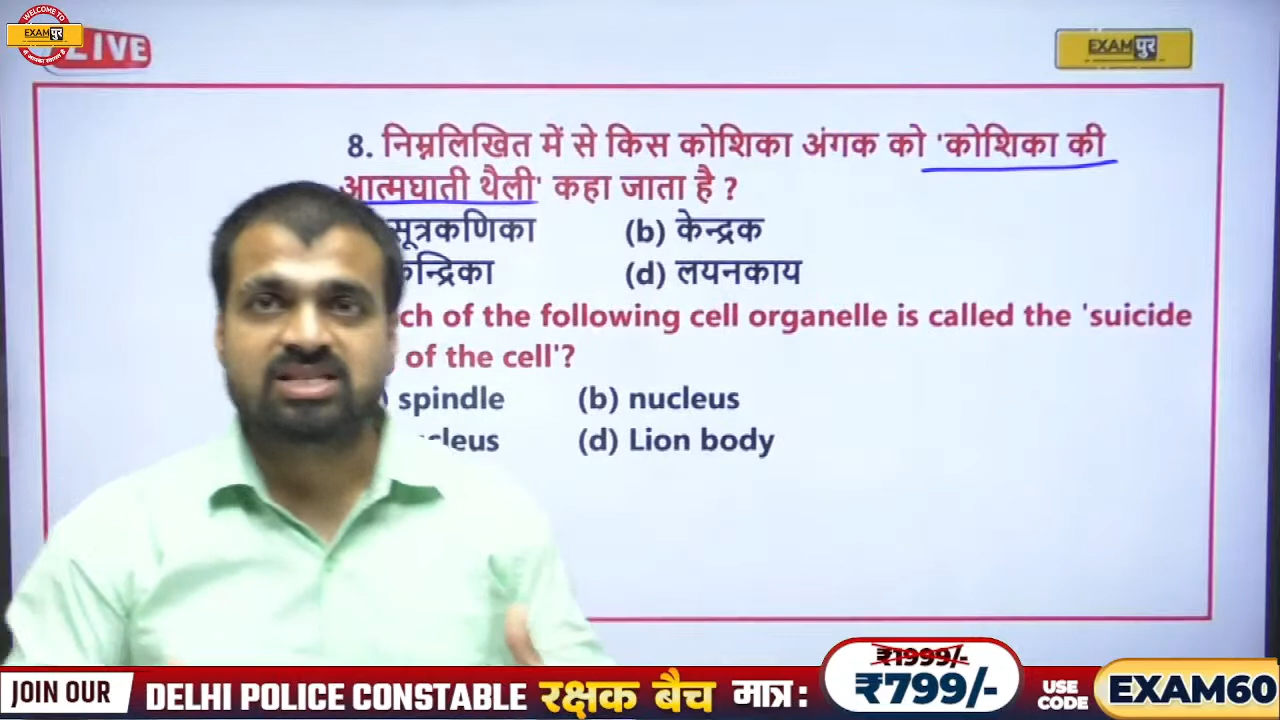 WELCOME TO
EXAMपुर
LIVE
EXAMपुर
8. निम्नलिखित में से किस कोशिका अंगक को 'कोशिका की
आत्मघाती थैली' कहा जाता है ?
सूत्रकणिका (b) केन्द्रक
केन्द्रिका (d) लयनकाय
ch of the following cell organelle is called the 'suicide
of the cell'?
) spindle (b) nucleus
cleus (d) Lion body
JOIN OUR DELHI POLICE CONSTABLE रक्षक बैच मात्र : ₹1999/-
₹799/- USE CODE EXAM60